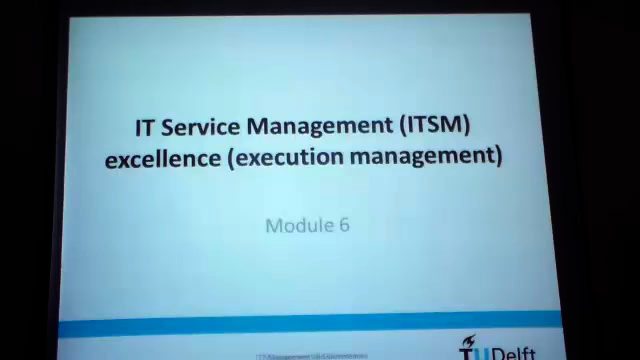 IT Service Management (ITSM)
excellence (execution management)
Module 6
TUDelft